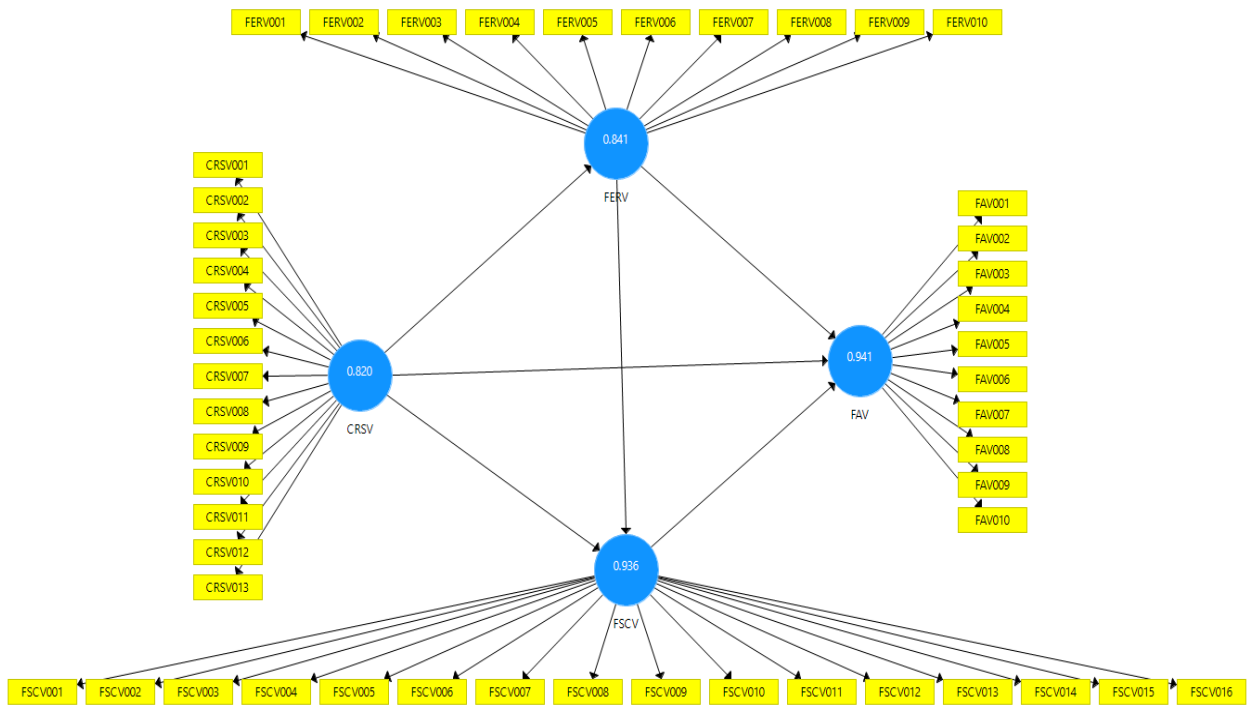 FERV001 FERV002 FERV003 FERV004 FERV005 FERV006 FERV007 FERV008 FERV009 FERV010
0.841
FERV
CRSV001
CRSV002
CRSV003
CRSV004
CRSV005
CRSV006
CRSV007
CRSV008
CRSV009
CRSV010
CRSV011
CRSV012
CRSV013
0.820
CRSV
FAV001
FAV002
FAV003
FAV004
FAV005
FAV006
FAV007
FAV008
FAV009
FAV010
0.941
FAV
0.936
FSCV
FSCV001 FSCV002 FSCV003 FSCV004 FSCV005 FSCV006 FSCV007 FSCV008 FSCV009 FSCV010 FSCV011 FSCV012 FSCV013 FSCV014 FSCV015 FSCV016